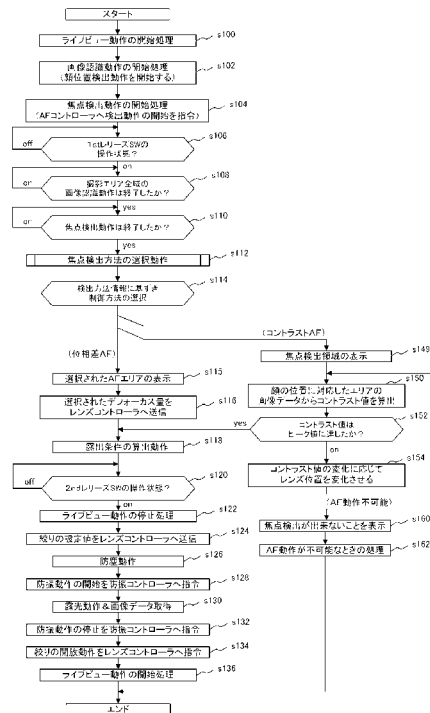 スタート
ライブビュー動作の開始処理
s100
画像認識動作の開始処理
(顔位置検出動作を開始する)
s102
焦点検出動作の開始処理
(AFコントローラへ検出動作の開始を指令)
s104
1stレリーズSWの
操作状態?
s106
off
on
撮影エリア全域の
画像認識動作は終了したか?
s108
on
yes
焦点検出動作は終了したか?
s110
on
yes
焦点検出方法の選択動作
s112
検出方法情報に基すき
制御方法の選択
s114
(位相差AF)
(コントラストAF)
選択されたAFエリアの表示
s115
選択されたデフォーカス量を
レンズコントローラへ送信
s116
露出条件の算出動作
s118
2ndレリーズSWの操作状態?
s120
off
on
ライブビュー動作の停止処理
s122
絞りの設定値をレンズコントローラへ送信
s124
防塵動作
s126
防振動作の開始を防振コントローラへ指令
s128
露光動作&画像データ取得
s130
防振動作の停止を防振コントローラへ指令
s132
絞りの開放動作をレンズコントローラへ指令
s134
ライブビュー動作の開始処理
s136
エンド
焦点検出領域の表示
s149
顔の位置に対応したエリアの
画像データからコントラスト値を算出
s150
コントラスト値は
ピーク値に達したか?
s152
yes
on
コントラスト値の変化に応じて
レンズ位置を変化させる
s154
(AF動作不可能)
焦点検出が出来ないことを表示
s160
AF動作が不可能なときの処理
s162